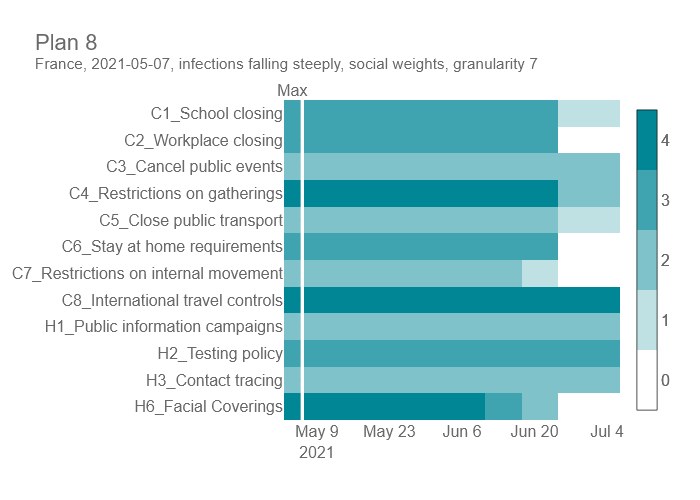 Plan 8
France, 2021-05-07, infections falling steeply, social weights, granularity 7
Max
C1_School closing
C2_Workplace closing
C3_Cancel public events
C4_Restrictions on gatherings
C5_Close public transport
C6_Stay at home requirements
C7_Restrictions on internal movement
C8_International travel controls
H1_Public information campaigns
H2_Testing policy
H3_Contact tracing
H6_Facial Coverings
May 9 May 23 Jun 6 Jun 20 Jul 4
2021
4
3
2
1
0